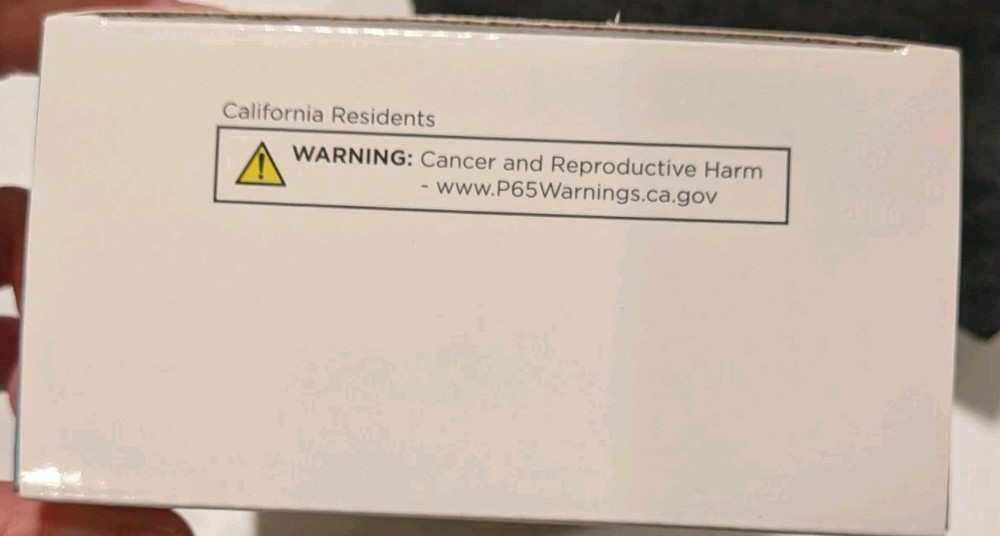 California Residents
WARNING: Cancer and Reproductive Harm
- www.P65Warnings.ca.gov